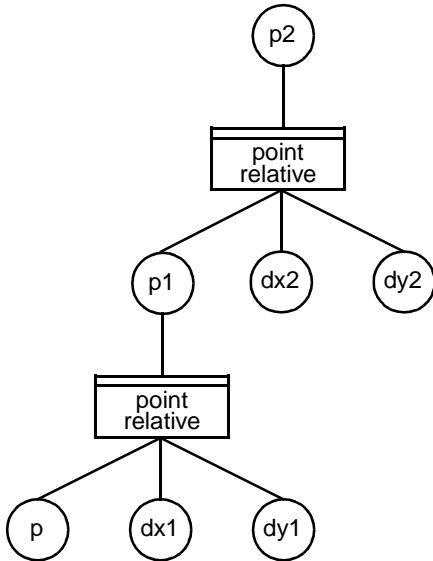 p2
point
relative
p1
dx2
dy2
point
relative
p
dx1
dy1